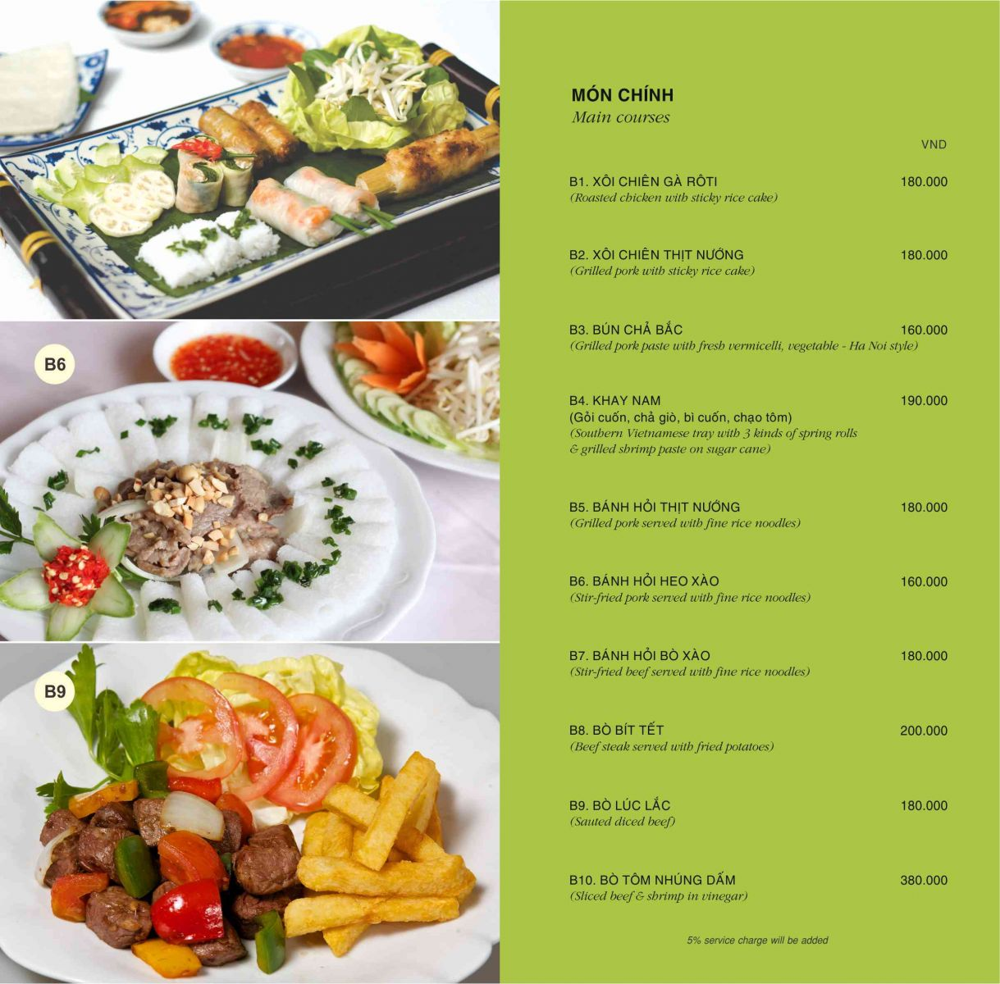 B6
B9
MÓN CHÍNH
Main courses
VND
B1. XÔI CHIÊN GÀ RÔTI 180.000
(Roasted chicken with sticky rice cake)
B2. XÔI CHIÊN THỊT NƯỚNG 180.000
(Grilled pork with sticky rice cake)
B3. BÚN CHẢ BẮC 160.000
(Grilled pork paste with fresh vermicelli, vegetable - Ha Noi style)
B4. KHAY NAM 190.000
(Gỏi cuốn, chả giò, bì cuốn, chạo tôm)
(Southern Vietnamese tray with 3 kinds of spring rolls
& grilled shrimp paste on sugar cane)
B5. BÁNH HỎI THỊT NƯỚNG 180.000
(Grilled pork served with fine rice noodles)
B6. BÁNH HỎI HEO XÀO 160.000
(Stir-fried pork served with fine rice noodles)
B7. BÁNH HỎI BÒ XÀO 180.000
(Stir-fried beef served with fine rice noodles)
B8. BÒ BÍT TẾT 200.000
(Beef steak served with fried potatoes)
B9. BÒ LÚC LẮC 180.000
(Sauted diced beef)
B10. BÒ TÔM NHÚNG DẤM 380.000
(Sliced beef & shrimp in vinegar)
5% service charge will be added